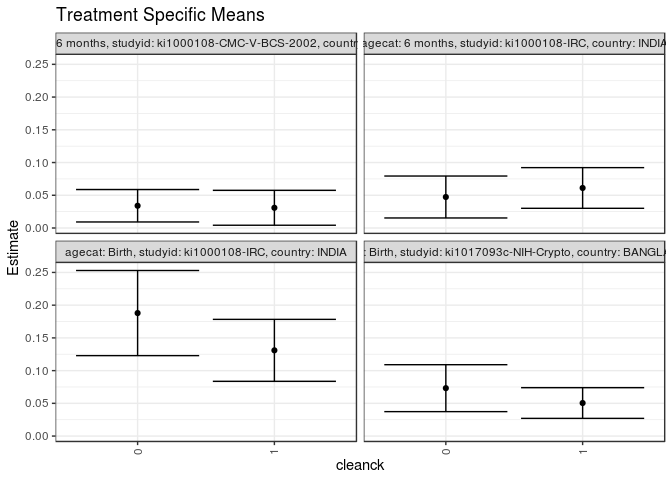 Treatment Specific Means
6 months, studyid: ki1000108-CMC-V-BCS-2002, countr
agecat: 6 months, studyid: ki1000108-IRC, country: INDIA
0.25
0.20
0.15
0.10
0.05
0.00
agecat: Birth, studyid: ki1000108-IRC, country: INDIA
: Birth, studyid: ki1017093c-NIH-Crypto, country: BANGLA
0.25
0.20
0.15
0.10
0.05
0.00
Estimate
0
1
0
1
cleanck